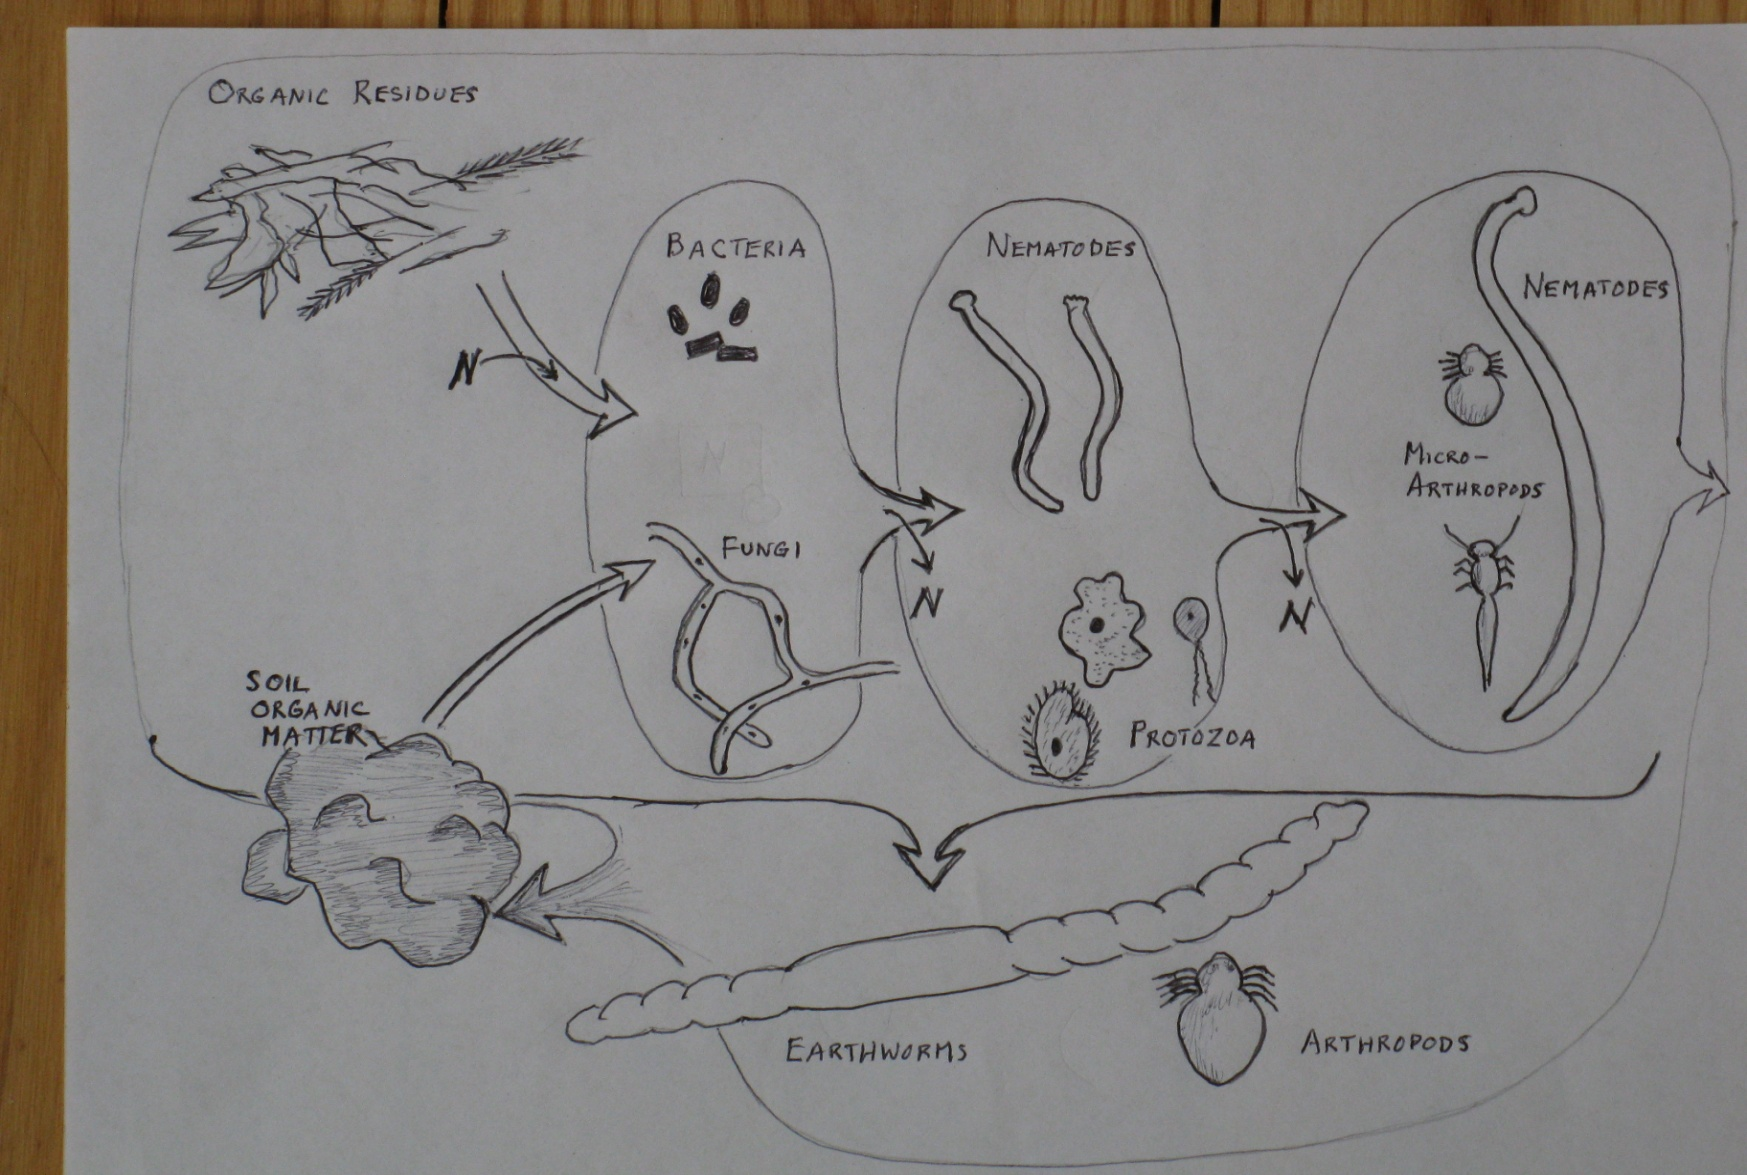 ORGANIC RESIDUES
BACTERIA
NEMATODES
NEMATODES
N
MICRO-
ARTHROPODS
FUNGI
N
N
SOIL
ORGANIC
MATTER
PROTOZOA
EARTHWORMS
ARTHROPODS